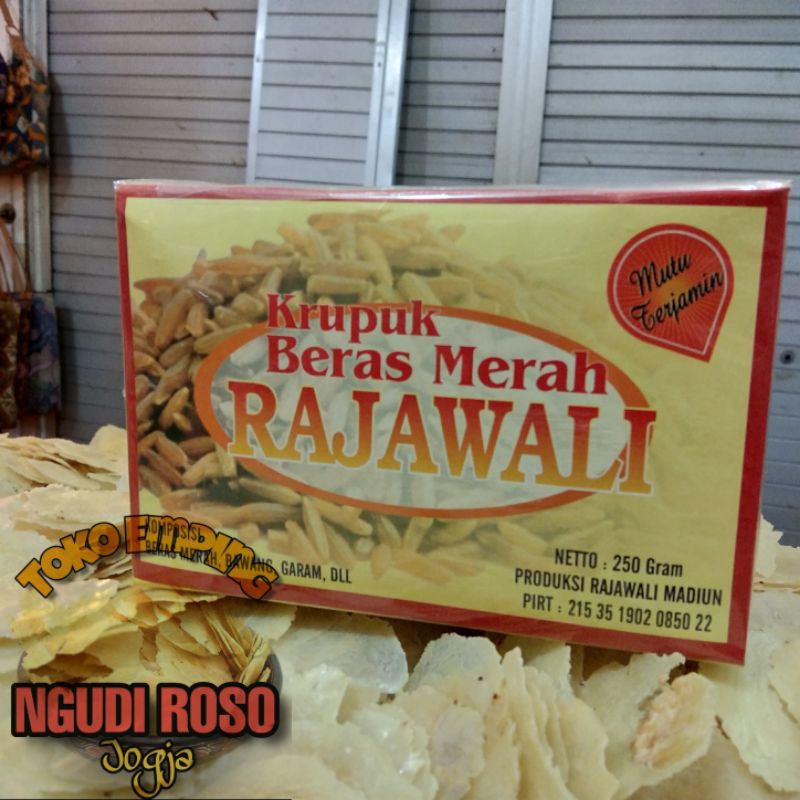 Mutu
Terjamin
Krupuk
Beras Merah
RAJAWALI
KOMPOSISI
BERAS MERAH, BAWANG, GARAM, DLL
NETTO : 250 Gram
PRODUKSI RAJAWALI MADIUN
PIRT : 215 35 1902 0850 22
TOKO EMPING
NGUDI ROSO
Jogja